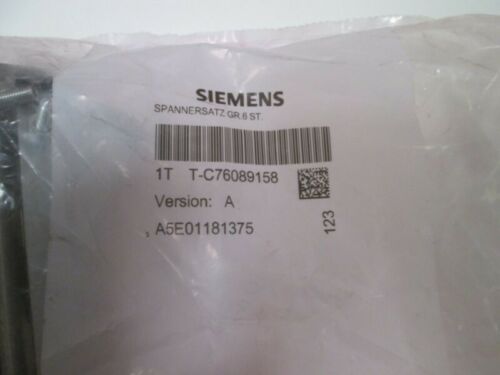 SIEMENS
SPANNERSATZ GR.6 ST.
1T T-C76089158
Version: A
A5E01181375
123